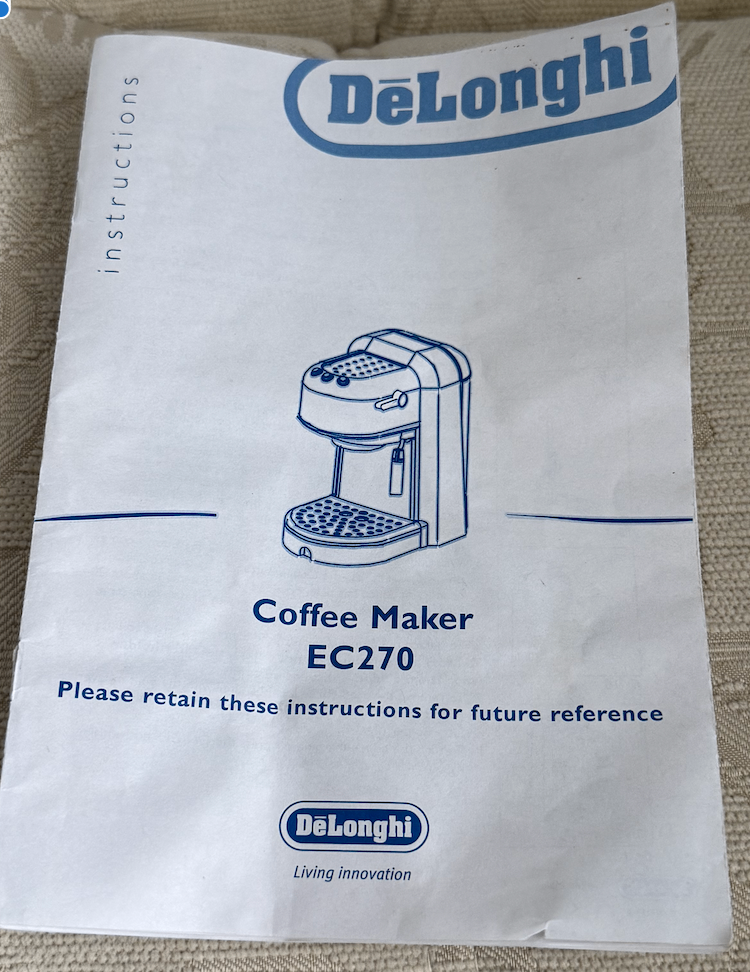 instructions
DēLonghi
Coffee Maker
EC270
Please retain these instructions for future reference
DēLonghi
Living innovation